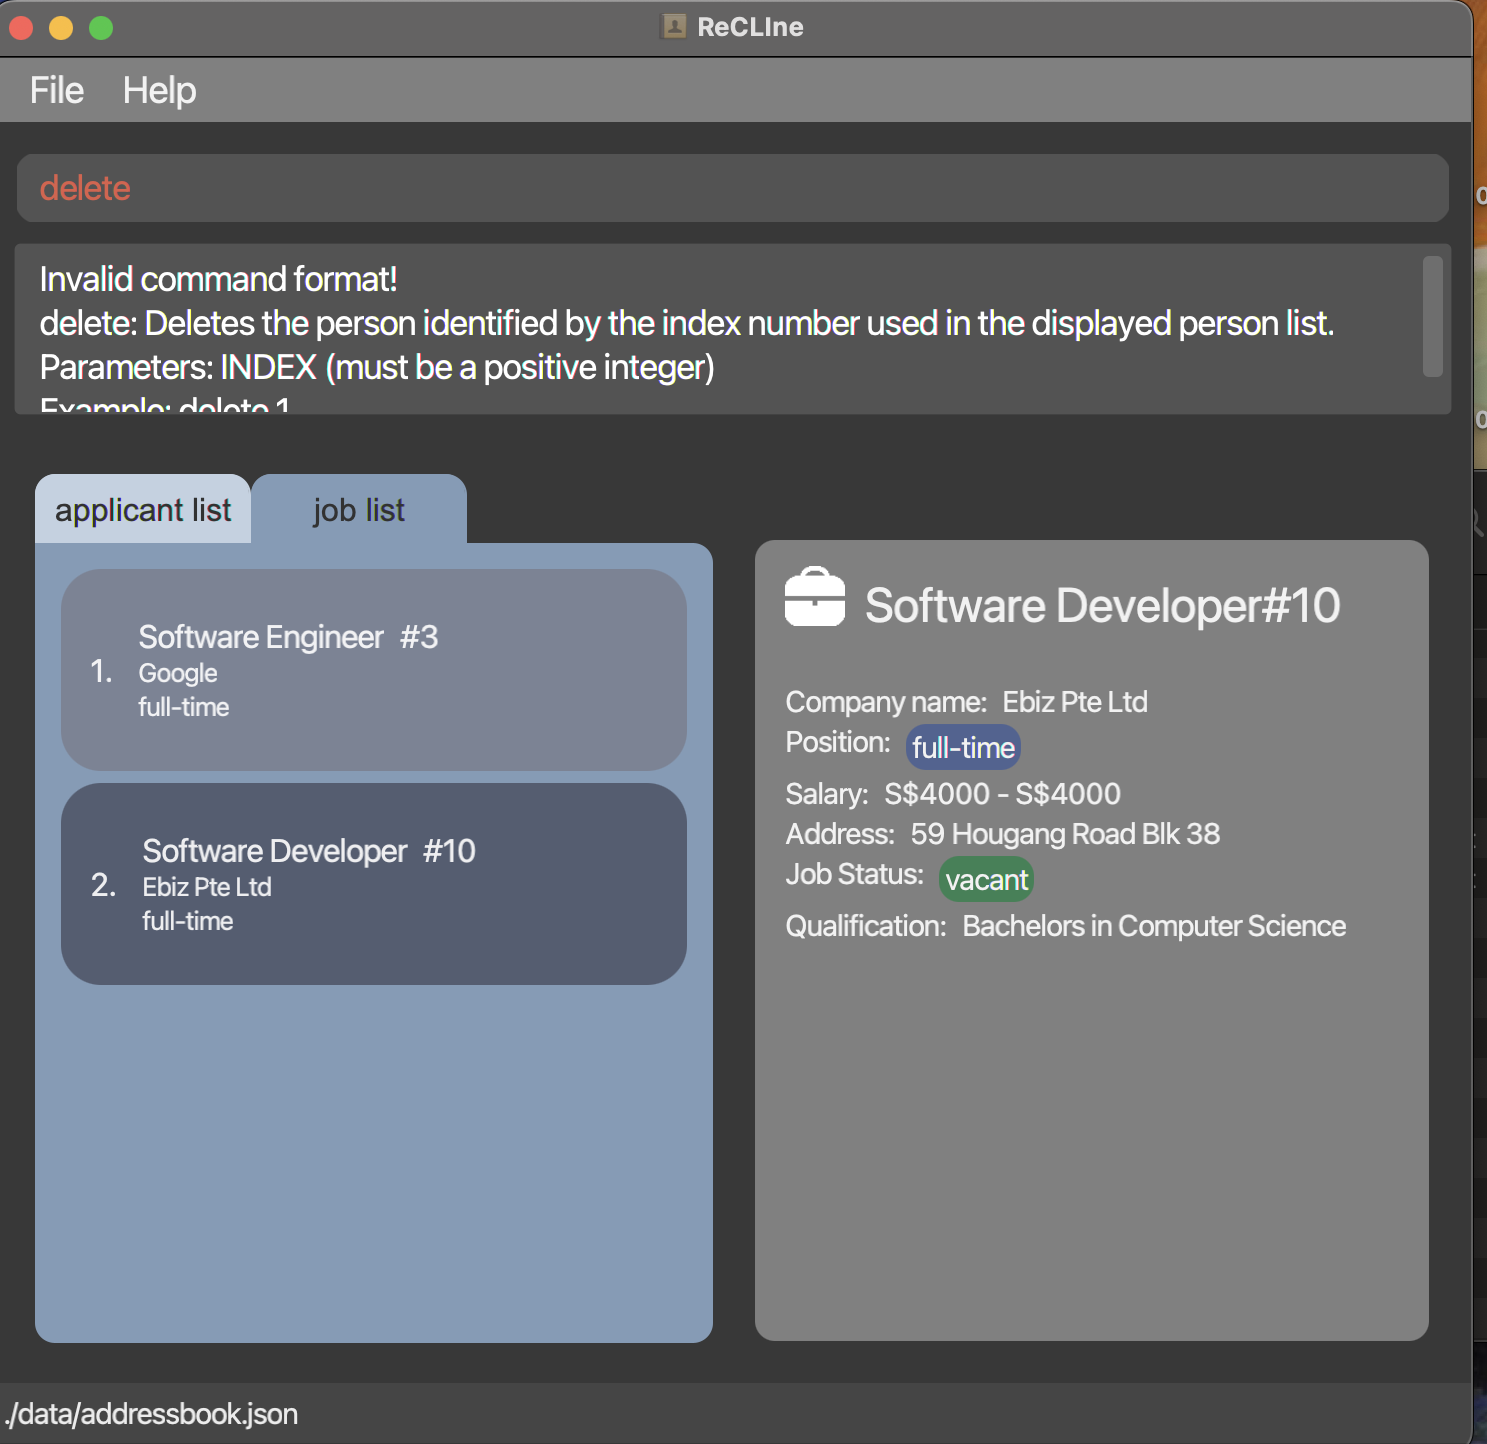 ReCLIne
File Help
delete
Invalid command format!
delete: Deletes the person identified by the index number used in the displayed person list.
Parameters: INDEX (must be a positive integer)
Example: delete 1
applicant list job list
1. Software Engineer #3
Google
full-time
2. Software Developer #10
Ebiz Pte Ltd
full-time
Software Developer#10
Company name: Ebiz Pte Ltd
Position: full-time
Salary: S$4000 - S$4000
Address: 59 Hougang Road Blk 38
Job Status: vacant
Qualification: Bachelors in Computer Science
./data/addressbook.json